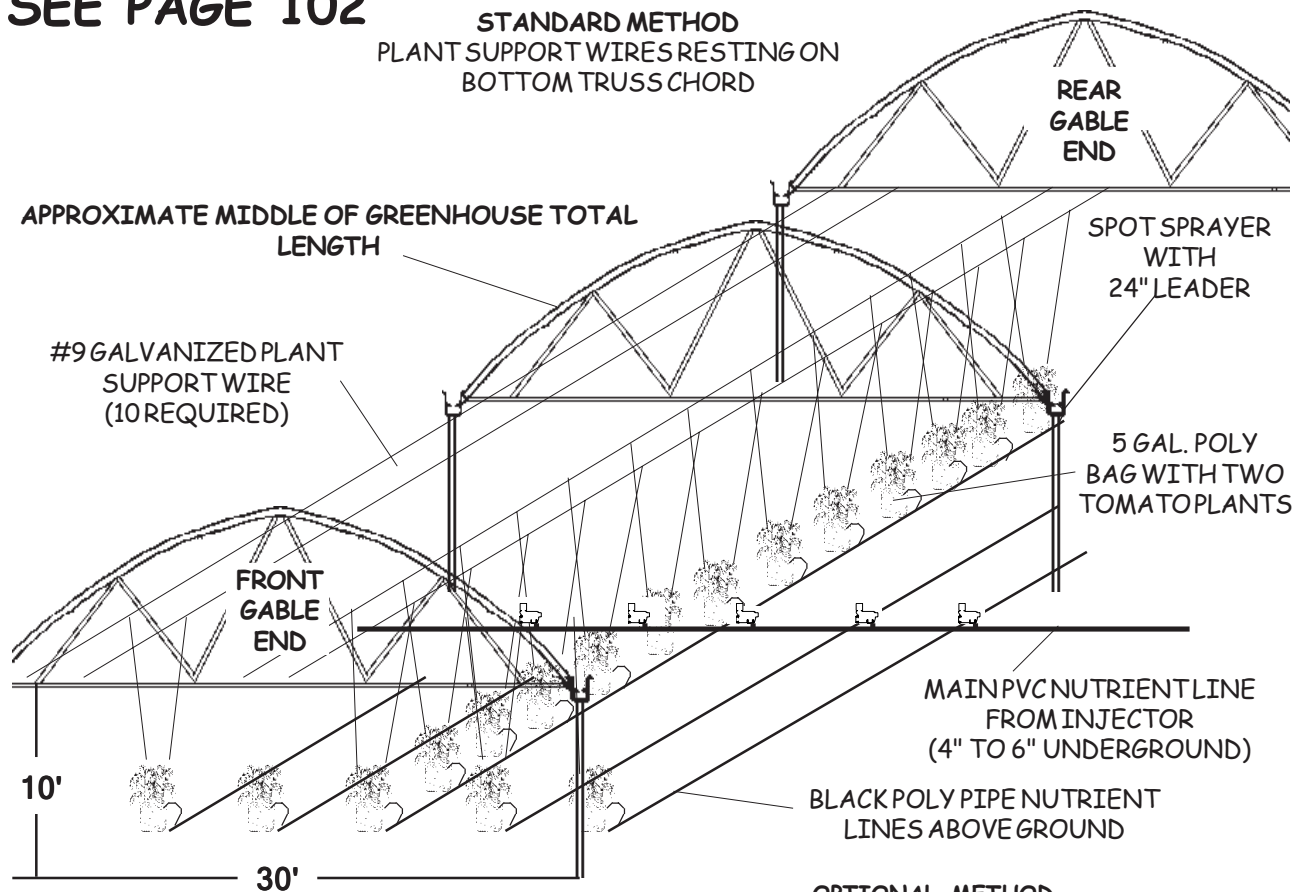 SEE PAGE 102
STANDARD METHOD
PLANT SUPPORT WIRES RESTING ON
BOTTOM TRUSS CHORD
REAR
GABLE
END
APPROXIMATE MIDDLE OF GREENHOUSE TOTAL
LENGTH
SPOT SPRAYER
WITH
24" LEADER
#9 GALVANIZED PLANT
SUPPORT WIRE
(10 REQUIRED)
5 GAL. POLY
BAG WITH TWO
TOMATO PLANTS
FRONT
GABLE
END
MAIN PVC NUTRIENT LINE
FROM INJECTOR
(4" TO 6" UNDERGROUND)
10'
BLACK POLY PIPE NUTRIENT
LINES ABOVE GROUND
30'
OPTIONAL METHOD